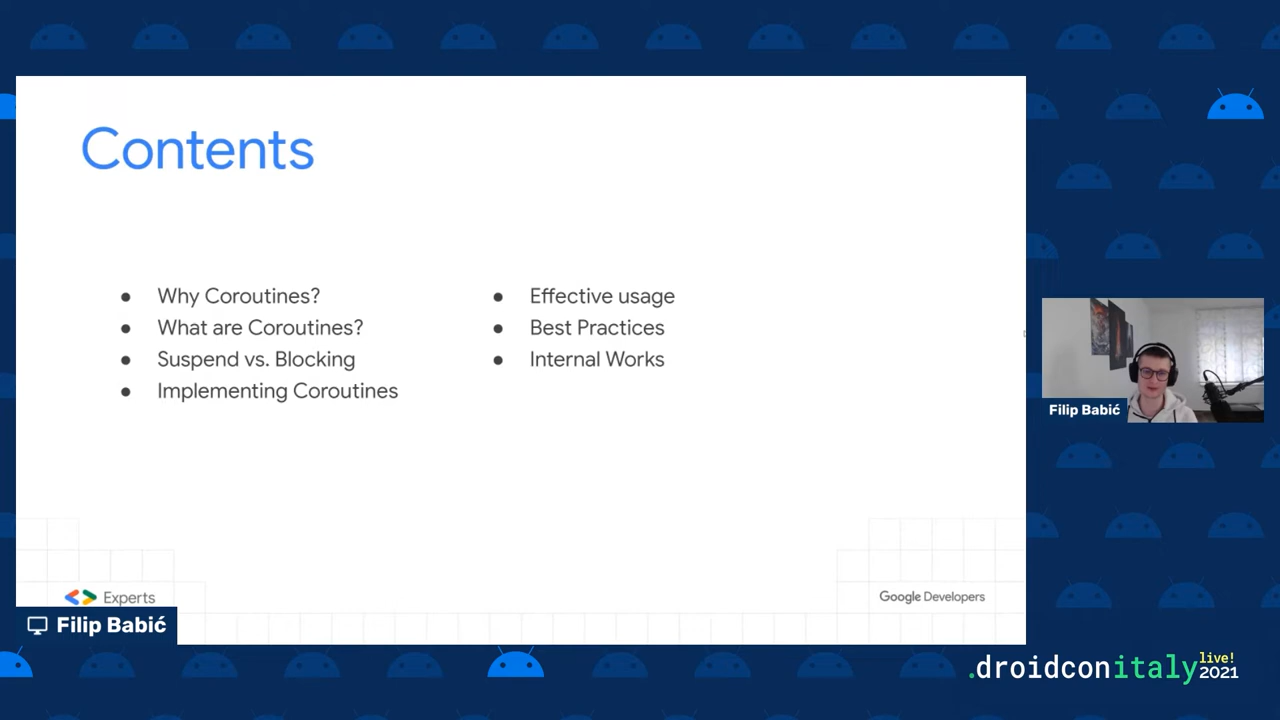 Contents
Why Coroutines?
What are Coroutines?
Suspend vs. Blocking
Implementing Coroutines
Effective usage
Best Practices
Internal Works
Experts
Google Developers
Filip Babić
Filip Babić
.droidconitaly live! 2021